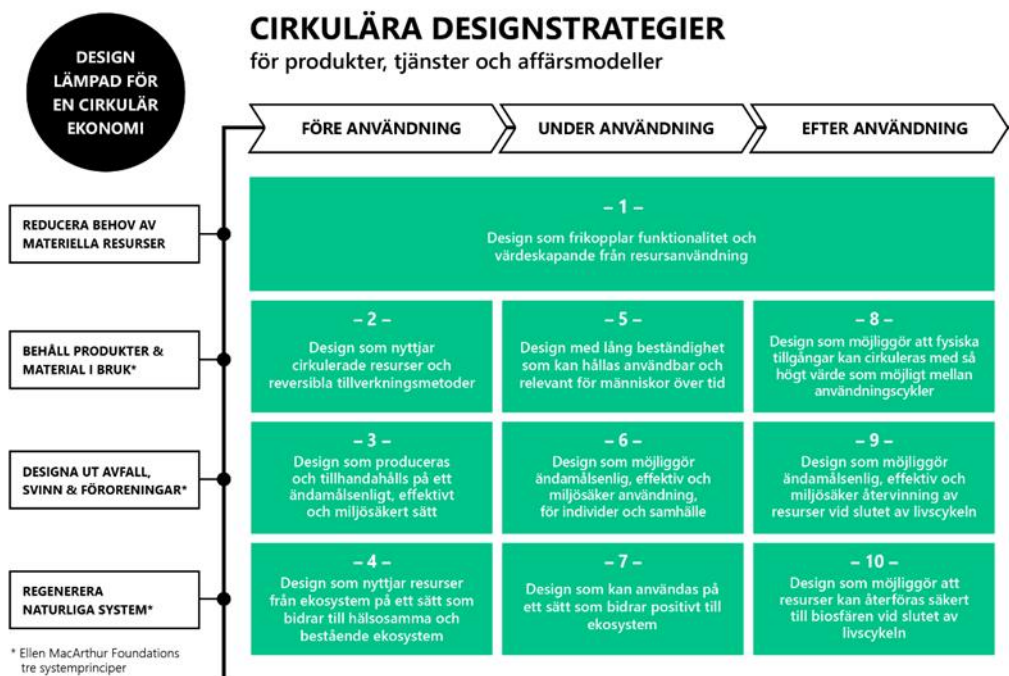 DESIGN
LÄMPAD FÖR
EN CIRKULÄR
EKONOMI
CIRKULÄRA DESIGNSTRATEGIER
för produkter, tjänster och affärsmodeller
FÖRE ANVÄNDNING
UNDER ANVÄNDNING
EFTER ANVÄNDNING
REDUCERA BEHOV AV
MATERIELLA RESURSER
– 1 –
Design som frikopplar funktionalitet och
värdeskapande från resursanvändning
BEHÅLL PRODUKTER &
MATERIAL I BRUK*
– 2 –
Design som nyttjar
cirkulerade resurser och
reversibla tillverkningsmetoder
– 5 –
Design med lång beständighet
som kan hållas användbar och
relevant för människor över tid
– 8 –
Design som möjliggör att fysiska
tillgångar kan cirkuleras med så
högt värde som möjligt mellan
användningscykler
DESIGNA UT AVFALL,
SVINN & FÖRORENINGAR*
– 3 –
Design som produceras
och tillhandahålls på ett
ändamålsenligt, effektivt
och miljösäkert sätt
– 6 –
Design som möjliggör
ändamålsenlig, effektiv och
miljösäker användning,
för individer och samhälle
– 9 –
Design som möjliggör
ändamålsenlig, effektiv och
miljösäker återvinning av
resurser vid slutet av livscykeln
REGENERERA
NATURLIGA SYSTEM*
– 4 –
Design som nyttjar resurser
från ekosystem på ett sätt som
bidrar till hälsosamma och
bestående ekosystem
– 7 –
Design som kan användas på
ett sätt som bidrar positivt till
ekosystem
– 10 –
Design som möjliggör att
resurser kan återföras säkert
till biosfären vid slutet av
livscykeln
* Ellen MacArthur Foundations
tre systemprinciper